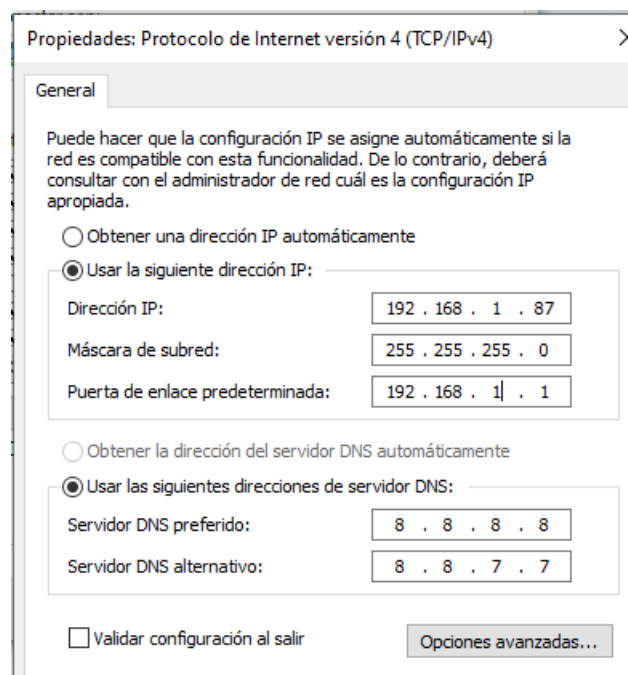 Propiedades: Protocolo de Internet versión 4 (TCP/IPv4)
General
Puede hacer que la configuración IP se asigne automáticamente si la
red es compatible con esta funcionalidad. De lo contrario, deberá
consultar con el administrador de red cuál es la configuración IP
apropiada.
Obtener una dirección IP automáticamente
Usar la siguiente dirección IP:
Dirección IP: 192 . 168 . 1 . 87
Máscara de subred: 255 . 255 . 255 . 0
Puerta de enlace predeterminada: 192 . 168 . 1 . 1
Obtener la dirección del servidor DNS automáticamente
Usar las siguientes direcciones de servidor DNS:
Servidor DNS preferido: 8 . 8 . 8 . 8
Servidor DNS alternativo: 8 . 8 . 7 . 7
Validar configuración al salir Opciones avanzadas...